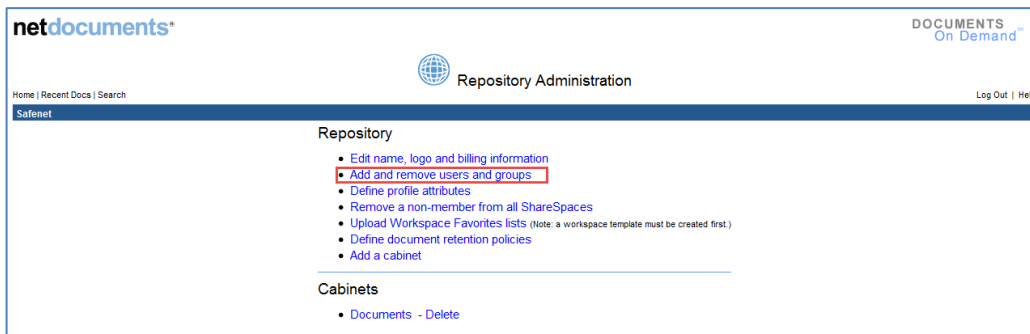 netdocuments®
DOCUMENTS
On Demand℠
Repository Administration
Home | Recent Docs | Search
Log Out | Hel
Safenet
Repository
• Edit name, logo and billing information
• Add and remove users and groups
• Define profile attributes
• Remove a non-member from all ShareSpaces
• Upload Workspace Favorites lists (Note: a workspace template must be created first.)
• Define document retention policies
• Add a cabinet
Cabinets
• Documents - Delete